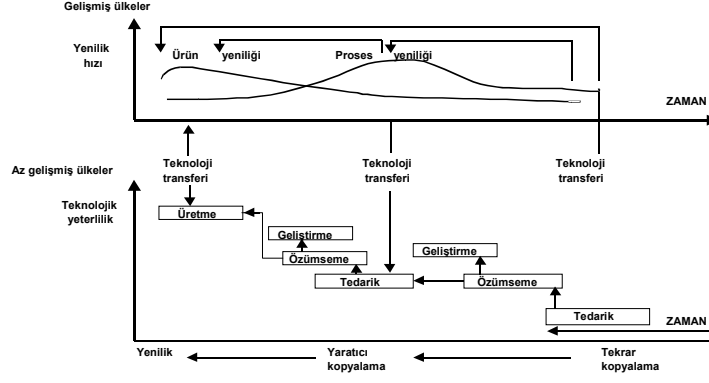 Gelişmiş ülkeler
Yenilik
hızı
Ürün yeniliği Proses yeniliği
ZAMAN
Az gelişmiş ülkeler
Teknoloji
transferi
Teknoloji
transferi
Teknoloji
transferi
Teknolojik
yeterlilik
Üretme
Geliştirme
Özümseme
Tedarik
Geliştirme
Özümseme
Tedarik
ZAMAN
Yenilik
Yaratıcı
kopyalama
Tekrar
kopyalama